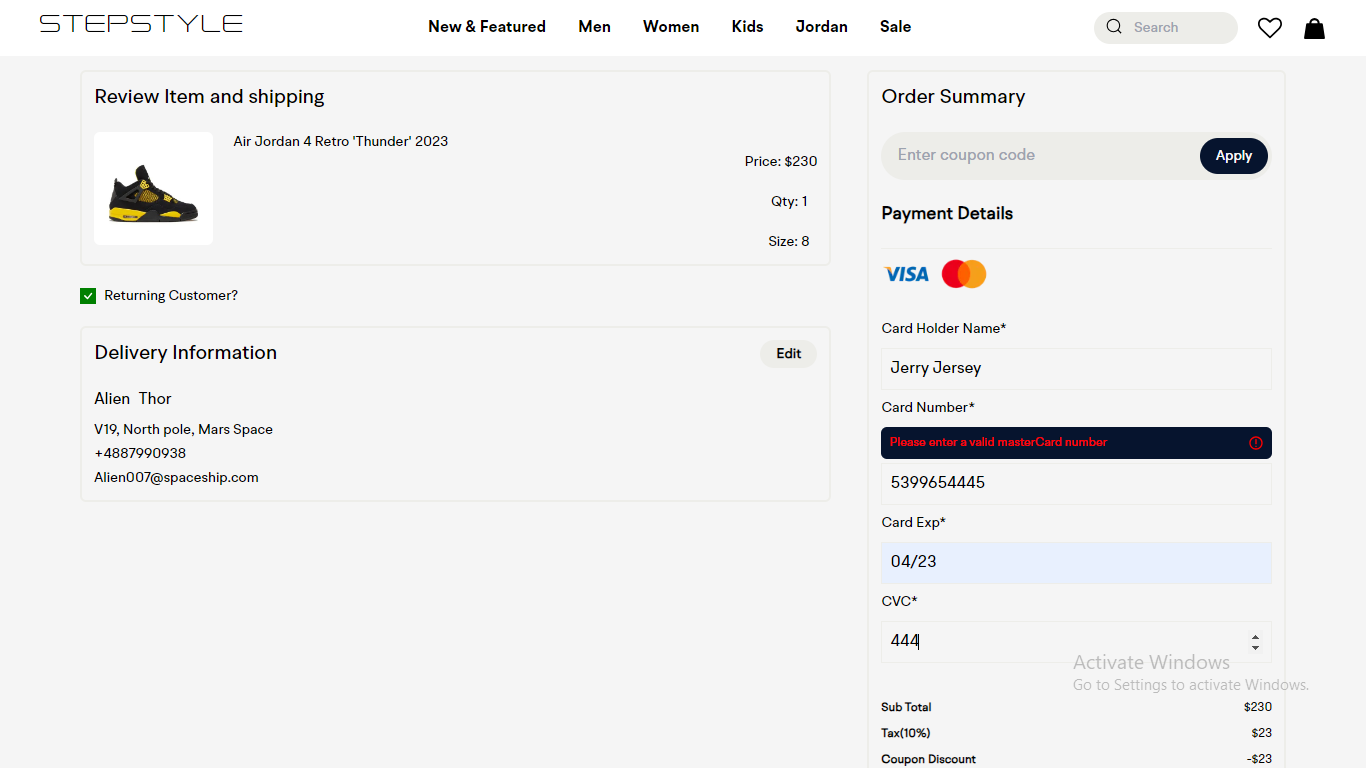 STEPSTYLE
New & Featured Men Women Kids Jordan Sale
Search
Review Item and shipping
Air Jordan 4 Retro 'Thunder' 2023
Price: $230
Qty: 1
Size: 8
Returning Customer?
Delivery Information
Edit
Alien Thor
V19, North pole, Mars Space
+4887990938
Alien007@spaceship.com
Order Summary
Enter coupon code
Apply
Payment Details
VISA
Card Holder Name*
Jerry Jersey
Card Number*
Please enter a valid masterCard number
5399654445
Card Exp*
04/23
CVC*
444
Activate Windows
Go to Settings to activate Windows.
Sub Total $230
Tax(10%) $23
Coupon Discount -$23